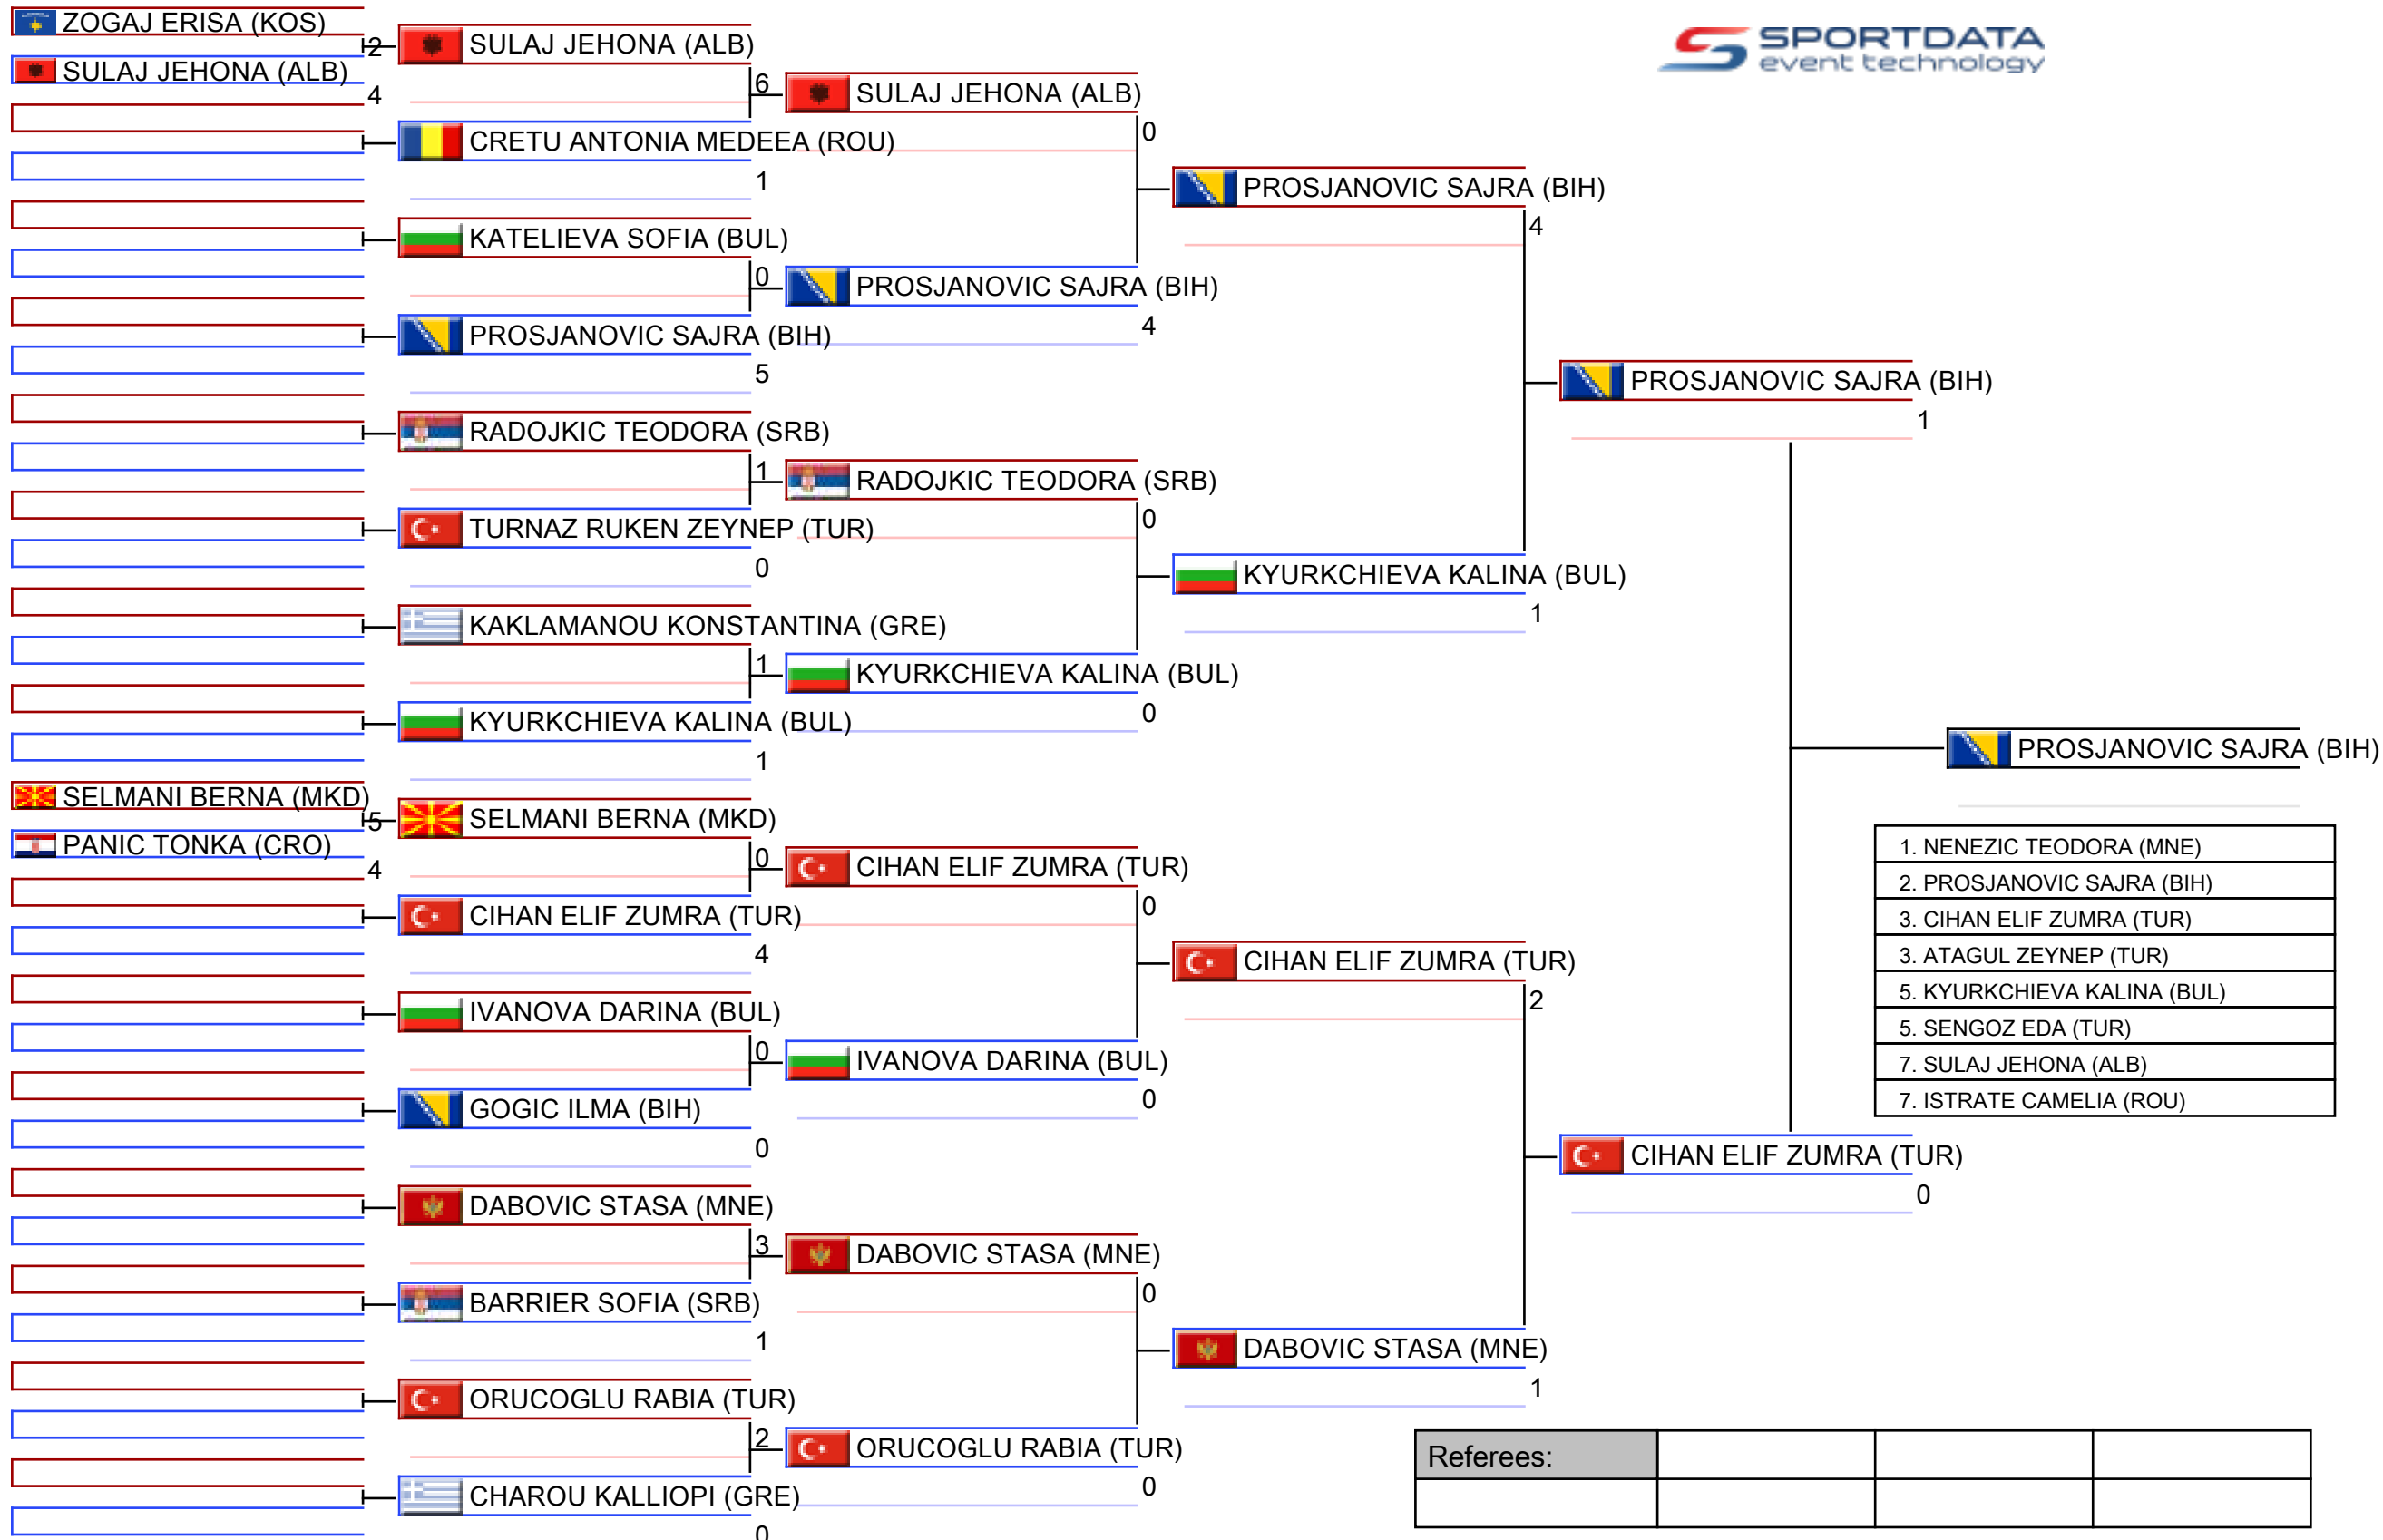 ZOGAJ ERISA (KOS)
2
SULAJ JEHONA (ALB)
4
SELMANI BERNA (MKD)
5
PANIC TONKA (CRO)
4
SULAJ JEHONA (ALB)
6
CRETU ANTONIA MEDEEA (ROU)
1
KATELIEVA SOFIA (BUL)
0
PROSJANOVIC SAJRA (BIH)
5
RADOJKIC TEODORA (SRB)
1
TURNAZ RUKEN ZEYNEP (TUR)
0
KAKLAMANOU KONSTANTINA (GRE)
1
KYURKCHIEVA KALINA (BUL)
1
SELMANI BERNA (MKD)
0
CIHAN ELIF ZUMRA (TUR)
4
IVANOVA DARINA (BUL)
0
GOGIC ILMA (BIH)
0
DABOVIC STASA (MNE)
3
BARRIER SOFIA (SRB)
1
ORUCOGLU RABIA (TUR)
2
CHAROU KALLIOPI (GRE)
0
SULAJ JEHONA (ALB)
0
PROSJANOVIC SAJRA (BIH)
4
RADOJKIC TEODORA (SRB)
0
KYURKCHIEVA KALINA (BUL)
0
CIHAN ELIF ZUMRA (TUR)
0
IVANOVA DARINA (BUL)
0
DABOVIC STASA (MNE)
0
ORUCOGLU RABIA (TUR)
0
PROSJANOVIC SAJRA (BIH)
4
KYURKCHIEVA KALINA (BUL)
1
CIHAN ELIF ZUMRA (TUR)
2
DABOVIC STASA (MNE)
1
SPORTDATA
event technology
PROSJANOVIC SAJRA (BIH)
1
CIHAN ELIF ZUMRA (TUR)
0
PROSJANOVIC SAJRA (BIH)
1. NENEZIC TEODORA (MNE)
2. PROSJANOVIC SAJRA (BIH)
3. CIHAN ELIF ZUMRA (TUR)
3. ATAGUL ZEYNEP (TUR)
5. KYURKCHIEVA KALINA (BUL)
5. SENGOZ EDA (TUR)
7. SULAJ JEHONA (ALB)
7. ISTRATE CAMELIA (ROU)
Referees: